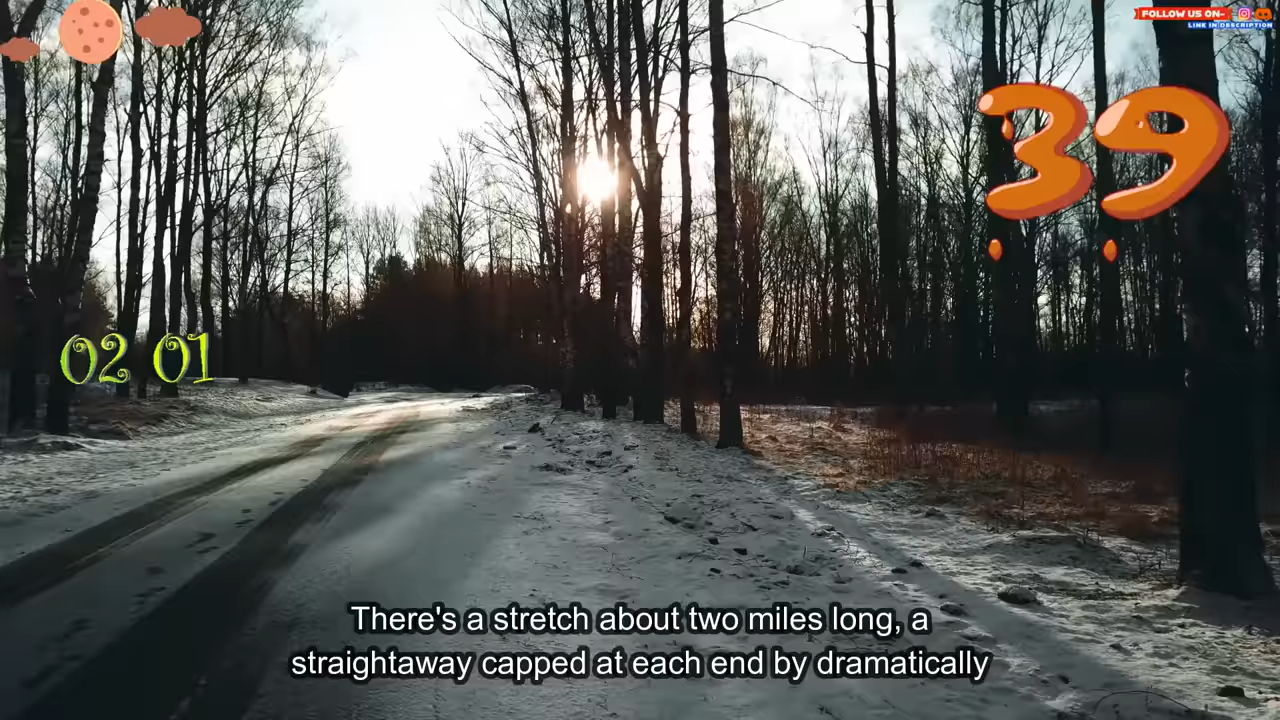 FOLLOW US ON-
LINK IN DESCRIPTION
39
02 01
There's a stretch about two miles long, a
straightaway capped at each end by dramatically